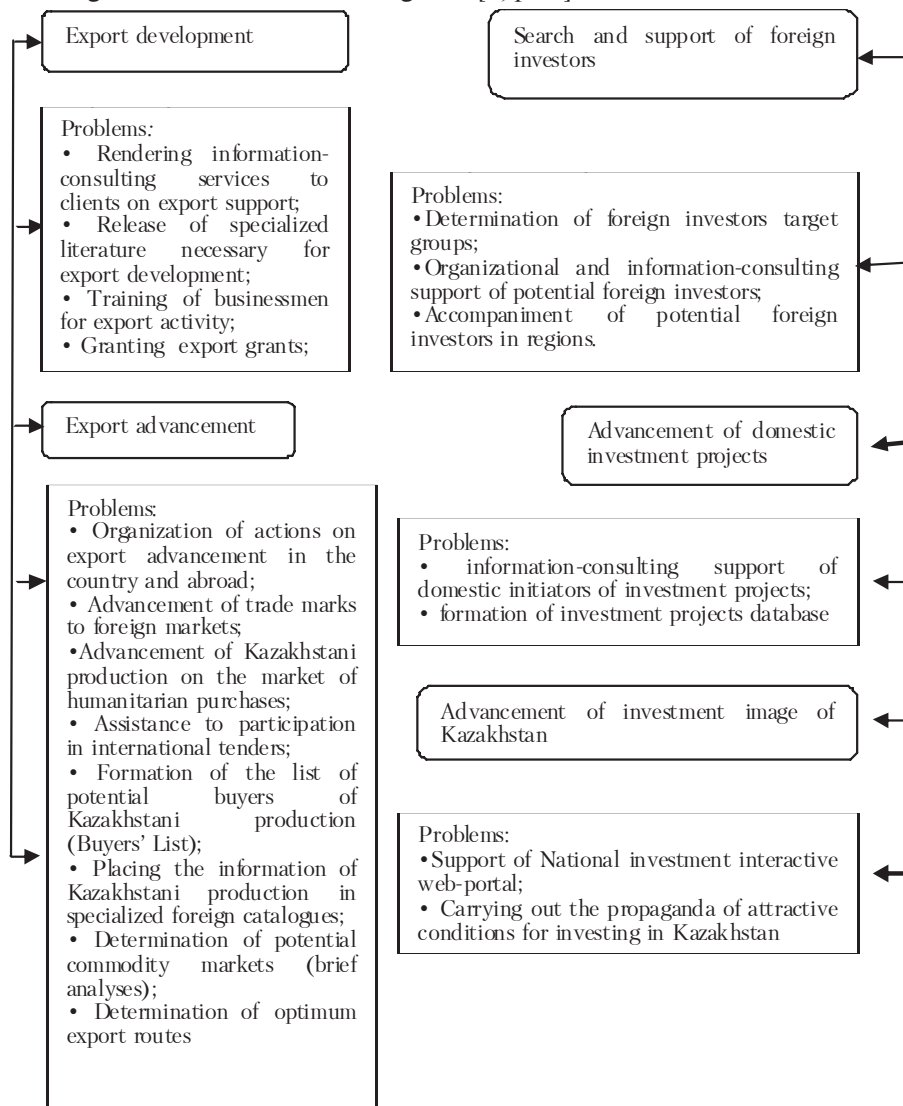 Export development
Problems:
• Rendering information-
consulting services to
clients on export support;
• Release of specialized
literature necessary for
export development;
• Training of businessmen
for export activity;
• Granting export grants;
Export advancement
Problems:
• Organization of actions on
export advancement in the
country and abroad;
• Advancement of trade marks
to foreign markets;
•Advancement of Kazakhstani
production on the market of
humanitarian purchases;
• Assistance to participation
in international tenders;
• Formation of the list of
potential buyers of
Kazakhstani production
(Buyers’ List);
• Placing the information of
Kazakhstani production in
specialized foreign catalogues;
• Determination of potential
commodity markets (brief
analyses);
• Determination of optimum
export routes
Search and support of foreign
investors
Problems:
•Determination of foreign investors target
groups;
•Organizational and information-consulting
support of potential foreign investors;
•Accompaniment of potential foreign
investors in regions.
Advancement of domestic
investment projects
Problems:
• information-consulting support of
domestic initiators of investment projects;
• formation of investment projects database
Advancement of investment image of
Kazakhstan
Problems:
•Support of National investment interactive
web-portal;
• Carrying out the propaganda of attractive
conditions for investing in Kazakhstan